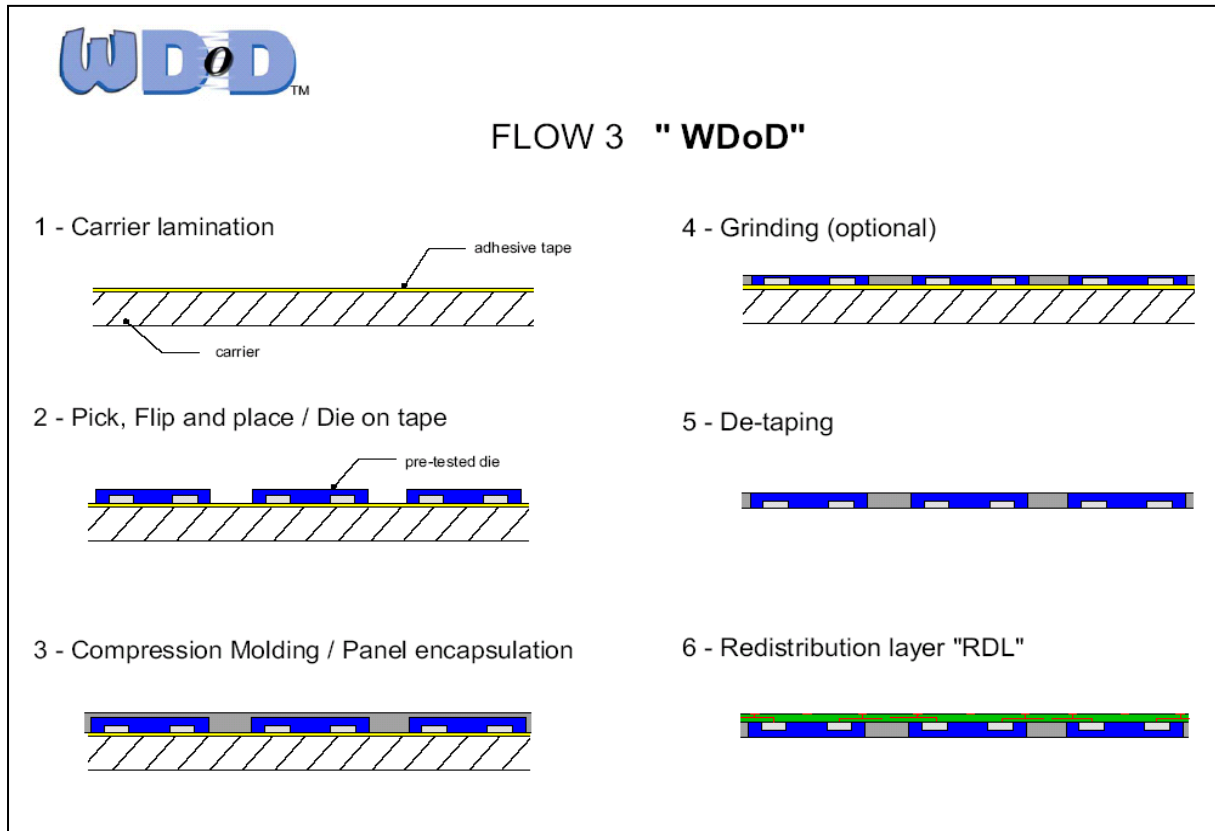 WDoD TM
FLOW 3 " WDoD"
1 - Carrier lamination
adhesive tape
carrier
2 - Pick, Flip and place / Die on tape
pre-tested die
3 - Compression Molding / Panel encapsulation
4 - Grinding (optional)
5 - De-taping
6 - Redistribution layer "RDL"